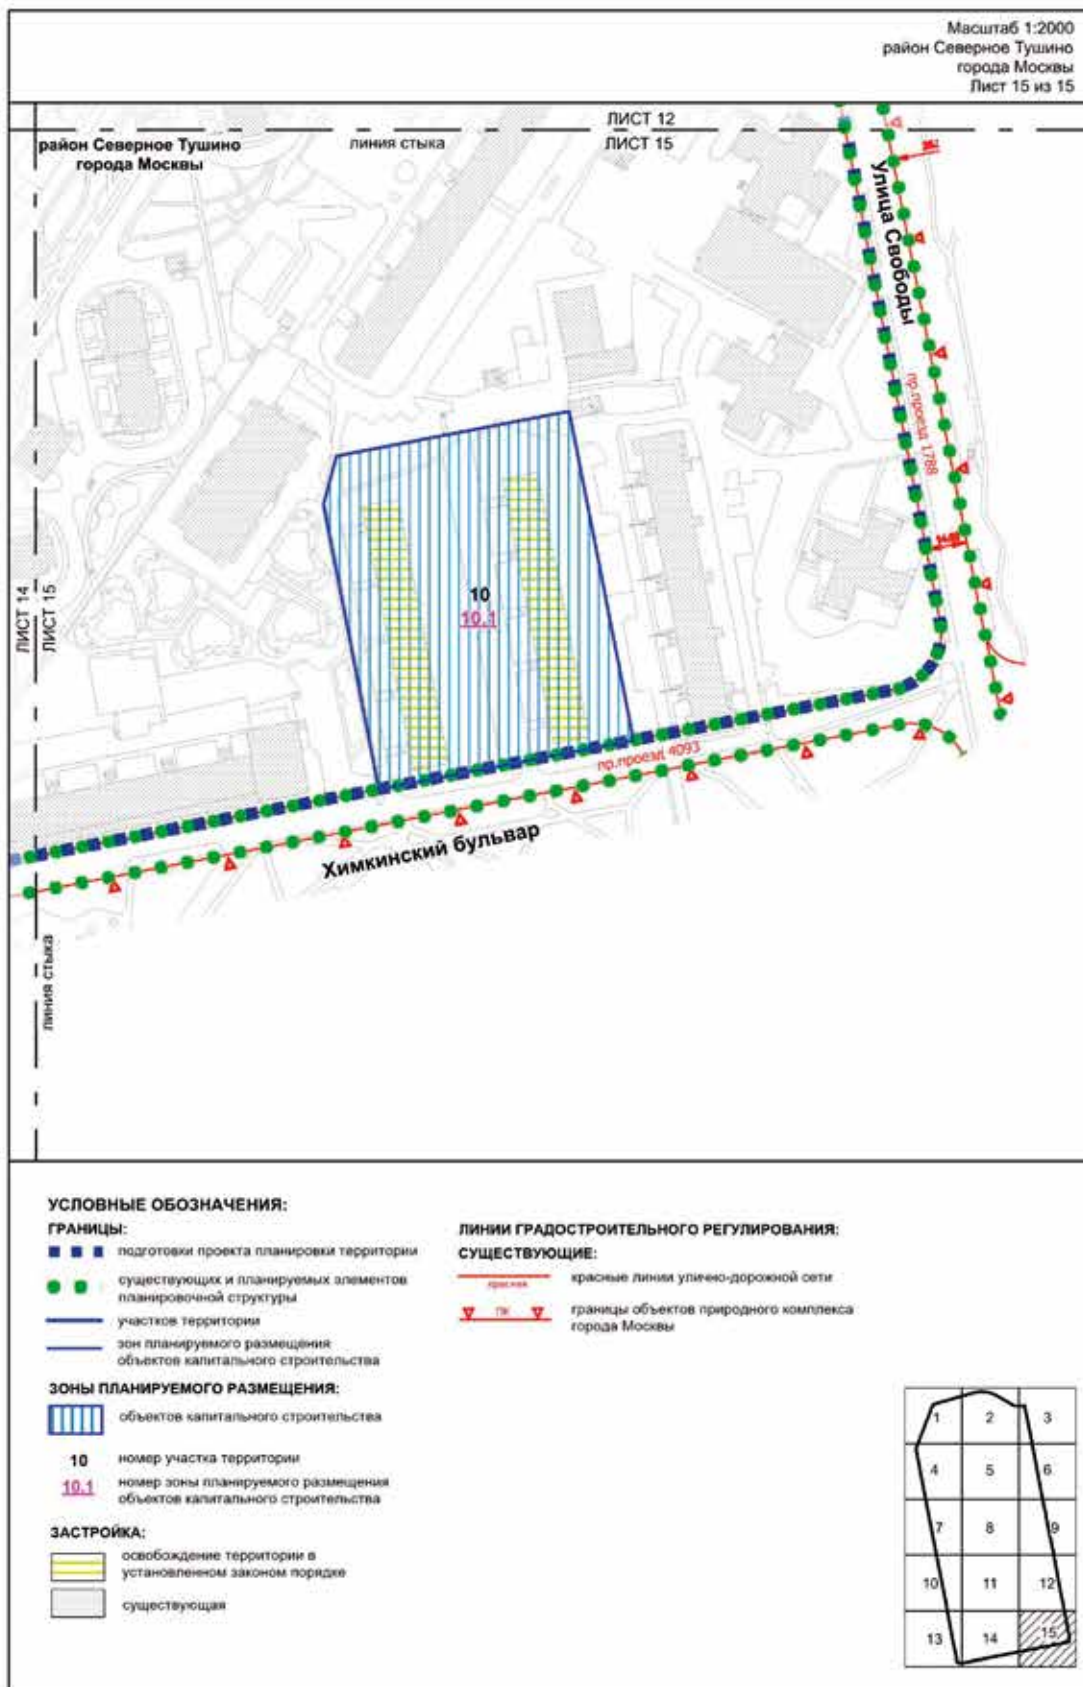 Масштаб 1:2000
район Северное Тушино
города Москвы
Лист 15 из 15
ЛИСТ 12
район Северное Тушино
города Москвы
линия стыка
ЛИСТ 15
Улица Свободы
пр.проезд 1788
10
10.1
ЛИСТ 14
ЛИСТ 15
пр.проезд 4093
Химкинский бульвар
линия стыка
УСЛОВНЫЕ ОБОЗНАЧЕНИЯ:
ГРАНИЦЫ:
подготовки проекта планировки территории
существующих и планируемых элементов
планировочной структуры
участков территории
зон планируемого размещения
объектов капитального строительства
ЗОНЫ ПЛАНИРУЕМОГО РАЗМЕЩЕНИЯ:
объектов капитального строительства
10 номер участка территории
10.1 номер зоны планируемого размещения
объектов капитального строительства
ЗАСТРОЙКА:
освобождение территории в
установленном законом порядке
существующая
ЛИНИИ ГРАДОСТРОИТЕЛЬНОГО РЕГУЛИРОВАНИЯ:
СУЩЕСТВУЮЩИЕ:
красная
красные линии улично-дорожной сети
ПК
границы объектов природного комплекса
города Москвы
1 2 3
4 5 6
7 8 9
10 11 12
13 14 15